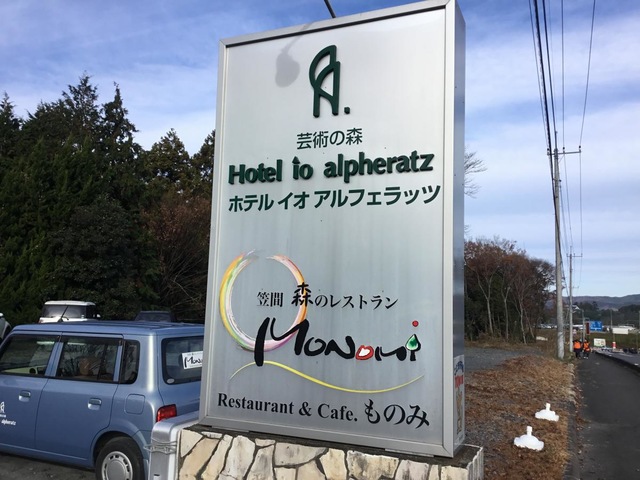 芸術の森
Hotel io alpheratz
ホテル イオ アルフェラッツ
笠間 森のレストラン
MONOMi
Restaurant & Cafe. ものみ
alpheratz